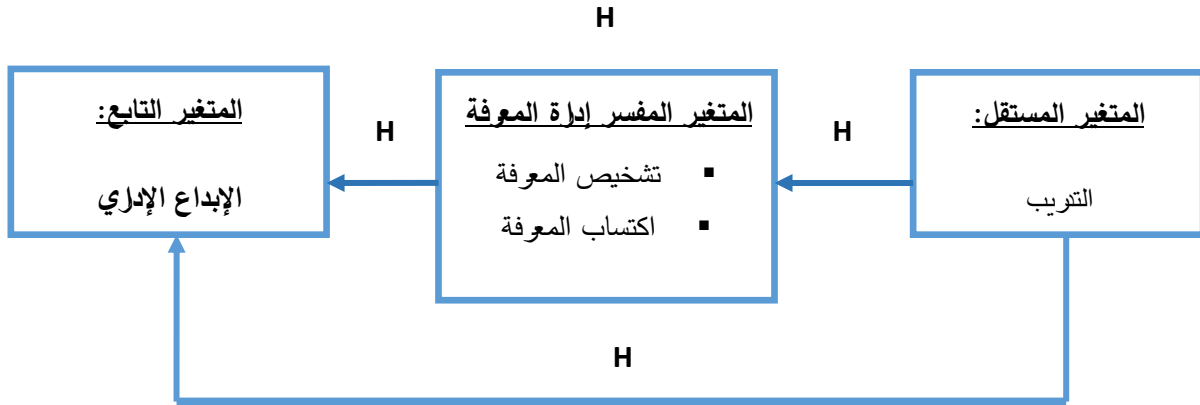 H
المتغير المستقل:
التدريب
H
المتغير المفسر إدارة المعرفة
▪ تشخيص المعرفة
▪ اكتساب المعرفة
H
المتغير التابع:
الإبداع الإداري
H